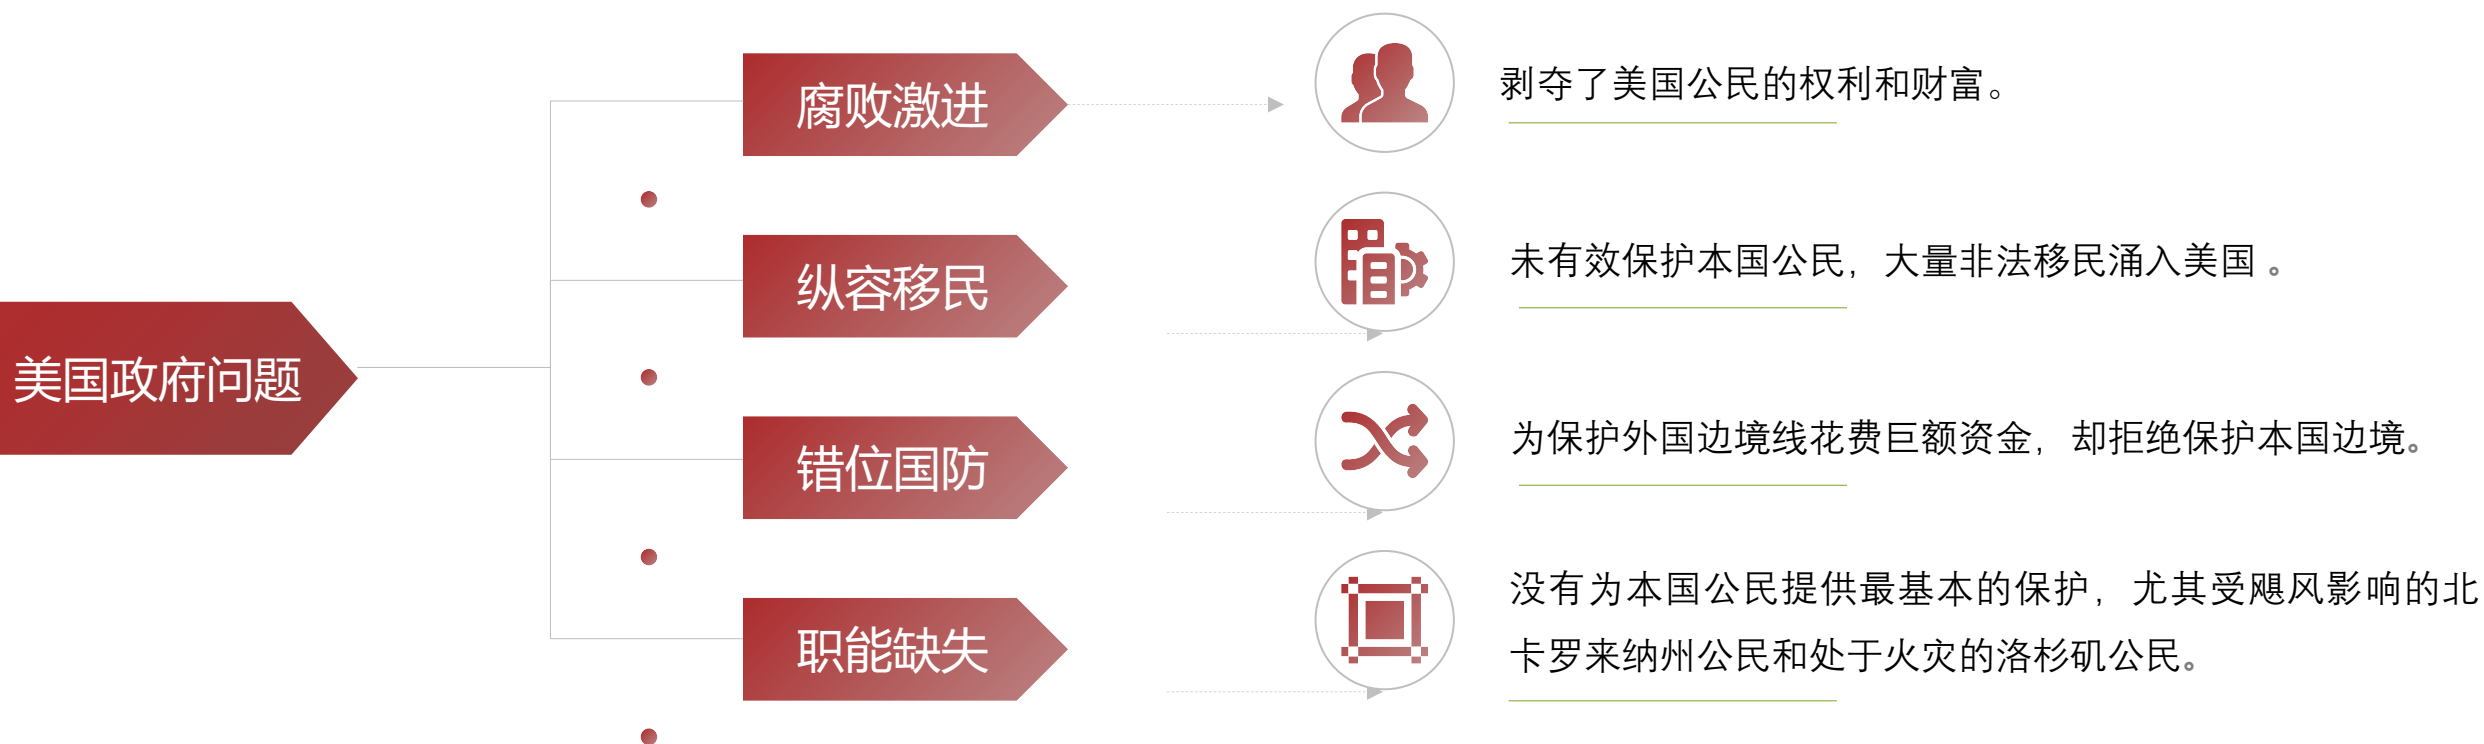 美国政府问题
腐败激进
剥夺了美国公民的权利和财富。
纵容移民
未有效保护本国公民，大量非法移民涌入美国。
错位国防
为保护外国边境线花费巨额资金，却拒绝保护本国边境。
职能缺失
没有为本国公民提供最基本的保护，尤其受飓风影响的北
卡罗来纳州公民和处于火灾的洛杉矶公民。